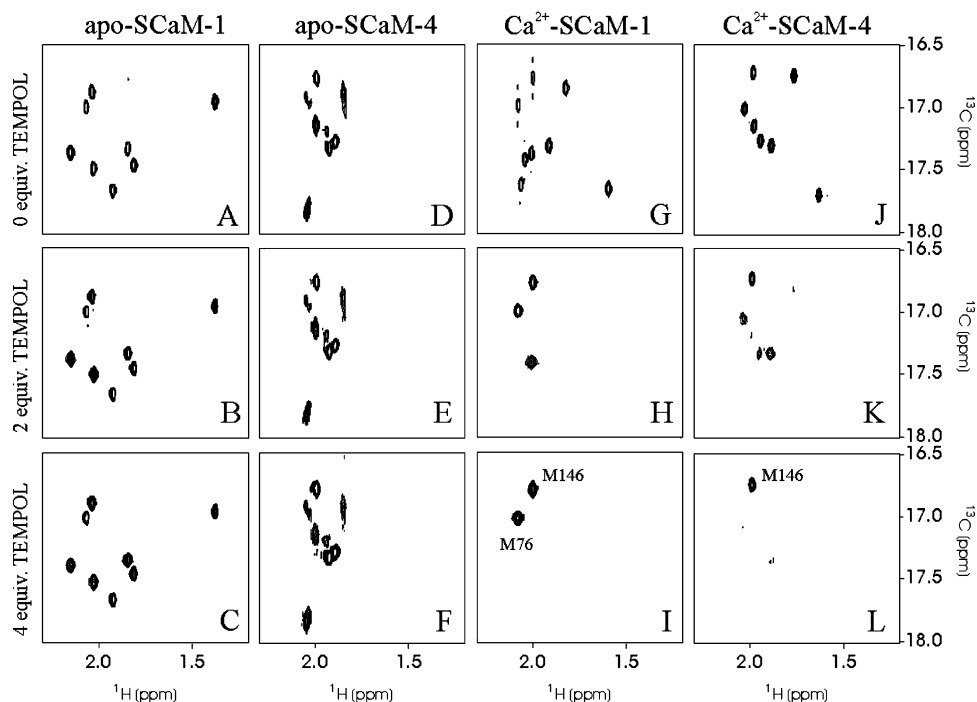 apo-SCaM-1 apo-SCaM-4 Ca²⁺-SCaM-1 Ca²⁺-SCaM-4
0 equiv. TEMPOL
A
D
G
J
16.5
17.0
17.5
18.0
¹³C (ppm)
2 equiv. TEMPOL
B
E
H
K
16.5
17.0
17.5
18.0
¹³C (ppm)
4 equiv. TEMPOL
C
F
M146
M76
I
M146
L
16.5
17.0
17.5
18.0
¹³C (ppm)
2.0 1.5 2.0 1.5 2.0 1.5 2.0 1.5
¹H (ppm) ¹H (ppm) ¹H (ppm) ¹H (ppm)